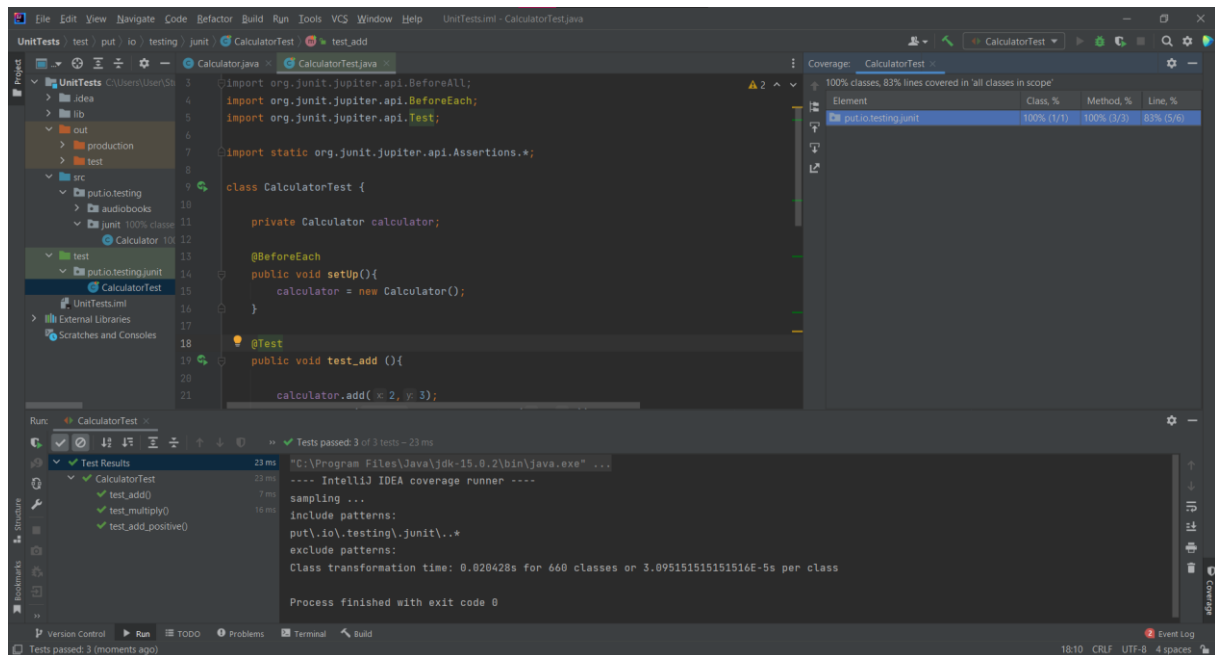 File Edit View Navigate Code Refactor Build Run Tools VCS Window Help UnitTests.iml - CalculatorTest.java
UnitTests test put io testing junit CalculatorTest test_add CalculatorTest
Project
Calculator.java CalculatorTest.java
UnitTests C:\Users\User\St
.idea
lib
out
production
test
src
put.io.testing
audiobooks
junit 100% classe
Calculator 10
test
put.io.testing.junit
CalculatorTest
UnitTests.iml
External Libraries
Scratches and Consoles
3 import org.junit.jupiter.api.BeforeAll; 2
4 import org.junit.jupiter.api.BeforeEach;
5 import org.junit.jupiter.api.Test;
6
7 import static org.junit.jupiter.api.Assertions.*;
8
9 class CalculatorTest {
10
11 private Calculator calculator;
12
13 @BeforeEach
14 public void setUp(){
15 calculator = new Calculator();
16 }
17
18 @Test
19 public void test_add (){
20
21 calculator.add( x: 2, y: 3);
Coverage: CalculatorTest
100% classes, 83% lines covered in 'all classes in scope'
Element Class, % Method, % Line, %
put.io.testing.junit 100% (1/1) 100% (3/3) 83% (5/6)
Run: CalculatorTest
Tests passed: 3 of 3 tests – 23 ms
Test Results 23 ms
CalculatorTest 23 ms
test_add() 7 ms
test_multiply() 16 ms
test_add_positive()
"C:\Program Files\Java\jdk-15.0.2\bin\java.exe" ...
---- IntelliJ IDEA coverage runner ----
sampling ...
include patterns:
put\.io\.testing\.junit\..*
exclude patterns:
Class transformation time: 0.020428s for 660 classes or 3.095151515151516E-5s per class
Process finished with exit code 0
Structure
Bookmarks
Coverage
Version Control Run TODO Problems Terminal Build 2 Event Log
Tests passed: 3 (moments ago) 18:10 CRLF UTF-8 4 spaces